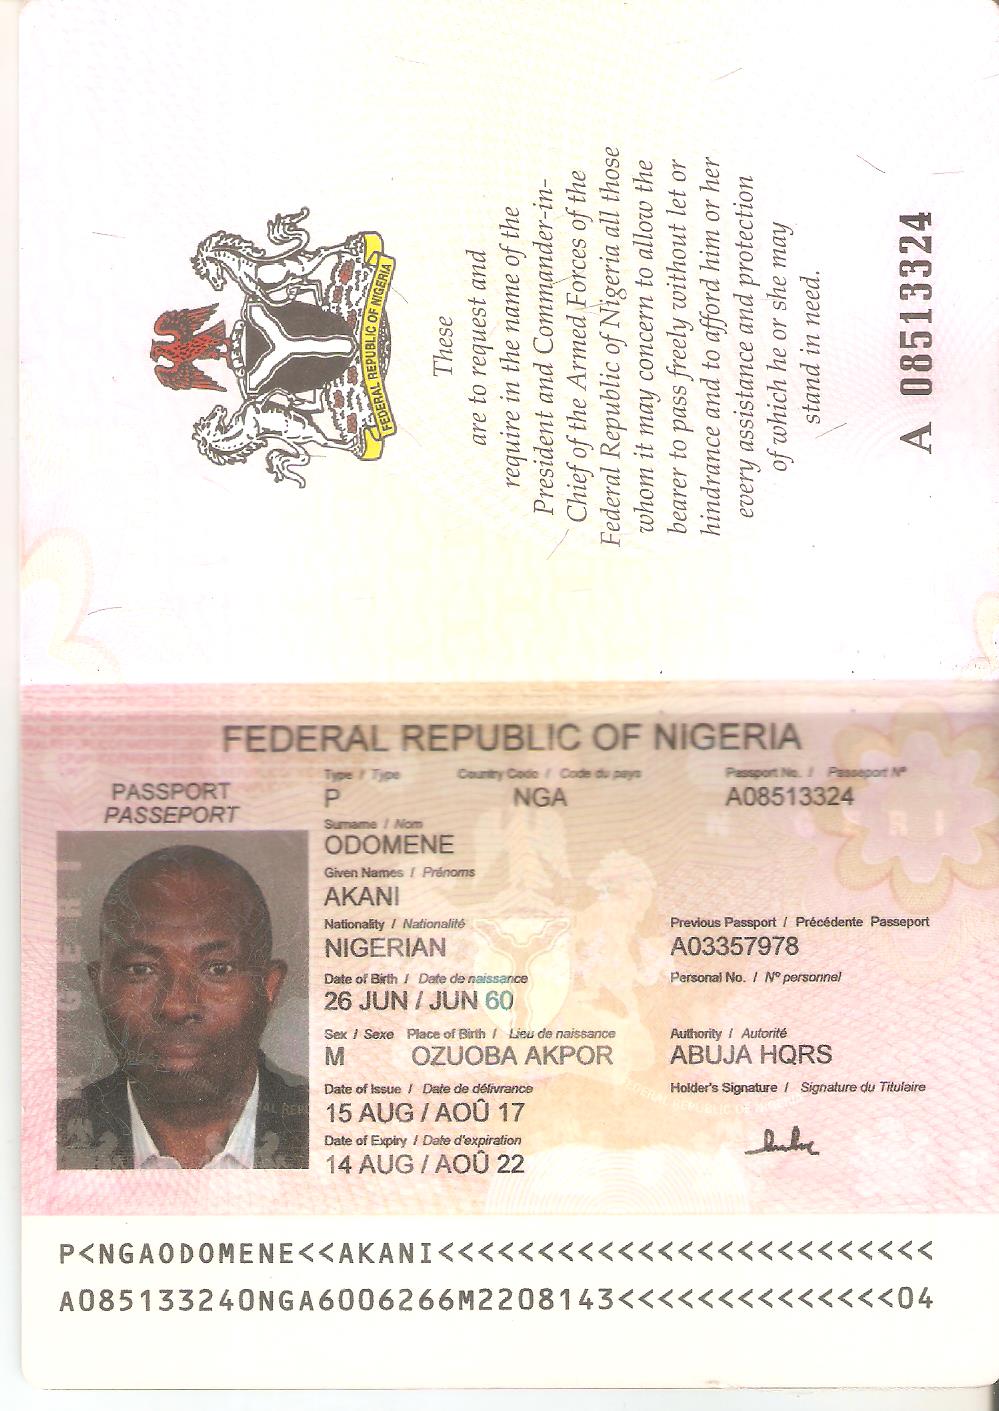 FEDERAL REPUBLIC OF NIGERIA
These
are to request and
require in the name of the
President and Commander-in-
Chief of the Armed Forces of the
Federal Republic of Nigeria all those
whom it may concern to allow the
bearer to pass freely without let or
hindrance and to afford him or her
every assistance and protection
of which he or she may
stand in need.
A 08513324
FEDERAL REPUBLIC OF NIGERIA
PASSPORT
PASSEPORT
Type / Type Country Code / Code du pays Passport No. / Passeport Nº
P NGA A08513324
Surname / Nom
ODOMENE
Given Names / Prénoms
AKANI
Nationality / Nationalité Previous Passport / Précédente Passeport
NIGERIAN A03357978
Date of Birth / Date de naissance Personal No. / Nº personnel
26 JUN / JUN 60
Sex / Sexe Place of Birth / Lieu de naissance Authority / Autorité
M OZUOBA AKPOR ABUJA HQRS
Date of Issue / Date de délivrance Holder's Signature / Signature du Titulaire
15 AUG / AOÛ 17
Date of Expiry / Date d'expiration
14 AUG / AOÛ 22
P<NGAODOMENE<<AKANI<<<<<<<<<<<<<<<<<<<<<<<<<
A085133240NGA6006266M2208143<<<<<<<<<<<<<<04